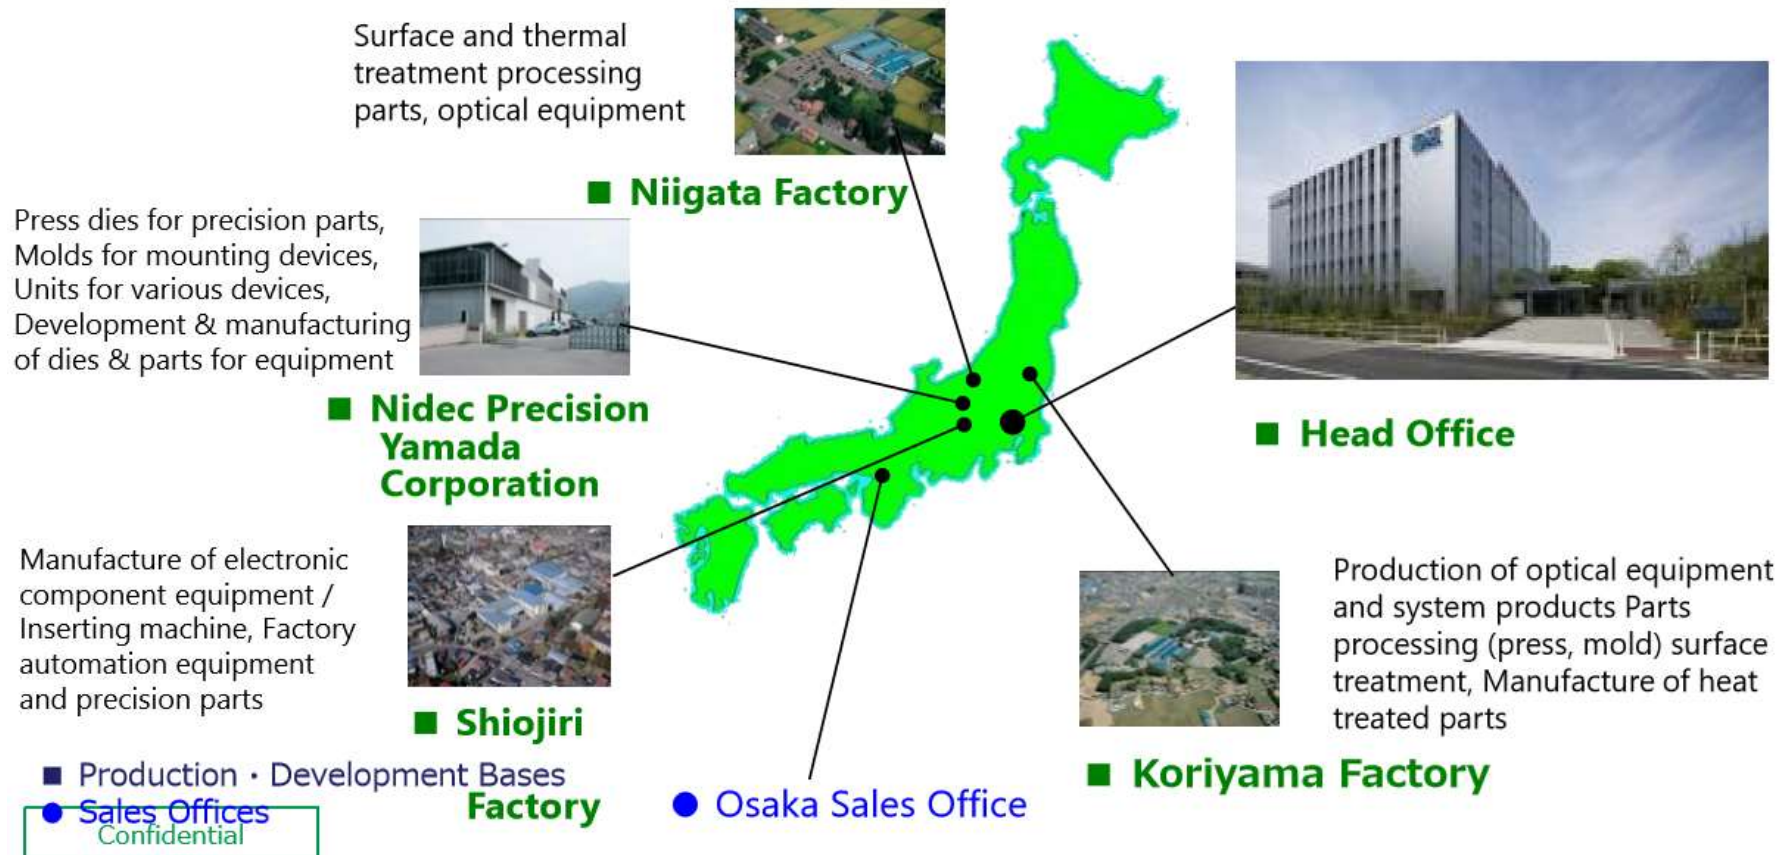 Surface and thermal
treatment processing
parts, optical equipment
■ Niigata Factory
Press dies for precision parts,
Molds for mounting devices,
Units for various devices,
Development & manufacturing
of dies & parts for equipment
■ Nidec Precision
Yamada
Corporation
■ Head Office
Manufacture of electronic
component equipment /
Inserting machine, Factory
automation equipment
and precision parts
■ Shiojiri
Factory
Production of optical equipment
and system products Parts
processing (press, mold) surface
treatment, Manufacture of heat
treated parts
■ Koriyama Factory
● Osaka Sales Office
■ Production・Development Bases
● Sales Offices
Confidential